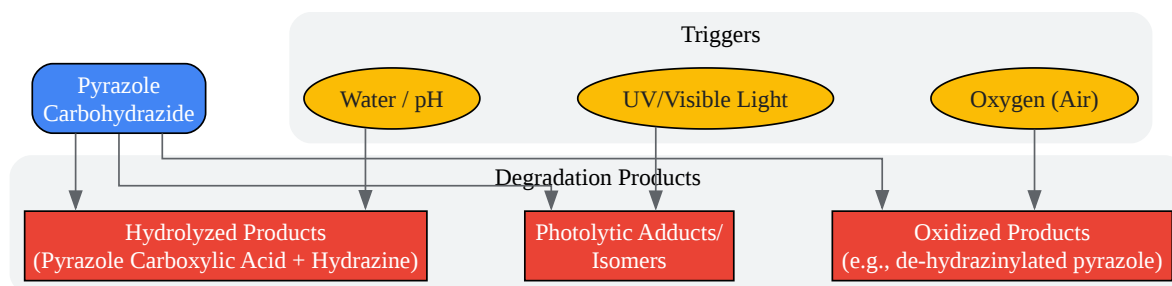 Triggers
Pyrazole
Carbohydrazide
Water / pH
UV/Visible Light
Oxygen (Air)
Degradation Products
Hydrolyzed Products
(Pyrazole Carboxylic Acid + Hydrazine)
Photolytic Adducts/
Isomers
Oxidized Products
(e.g., de-hydrazinylated pyrazole)